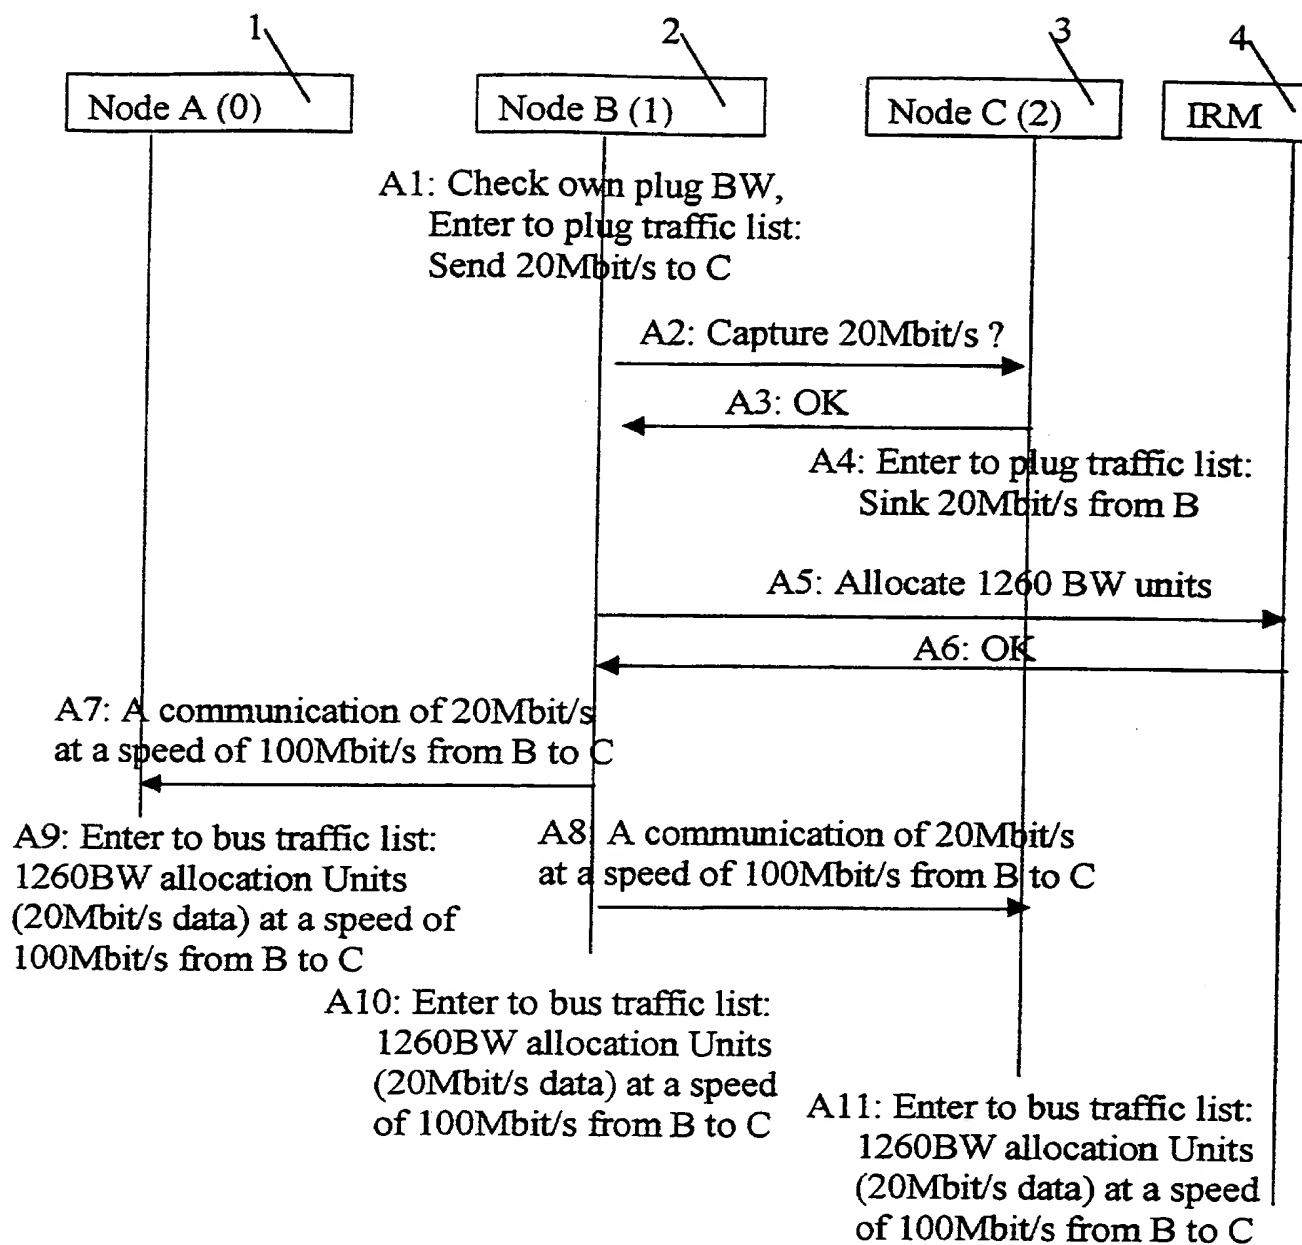 1
2
3
4
Node A (0)
Node B (1)
Node C (2)
IRM
A1: Check own plug BW,
Enter to plug traffic list:
Send 20Mbit/s to C
A2: Capture 20Mbit/s ?
A3: OK
A4: Enter to plug traffic list:
Sink 20Mbit/s from B
A5: Allocate 1260 BW units
A6: OK
A7: A communication of 20Mbit/s
at a speed of 100Mbit/s from B to C
A9: Enter to bus traffic list:
1260BW allocation Units
(20Mbit/s data) at a speed of
100Mbit/s from B to C
A8: A communication of 20Mbit/s
at a speed of 100Mbit/s from B to C
A10: Enter to bus traffic list:
1260BW allocation Units
(20Mbit/s data) at a speed
of 100Mbit/s from B to C
A11: Enter to bus traffic list:
1260BW allocation Units
(20Mbit/s data) at a speed
of 100Mbit/s from B to C